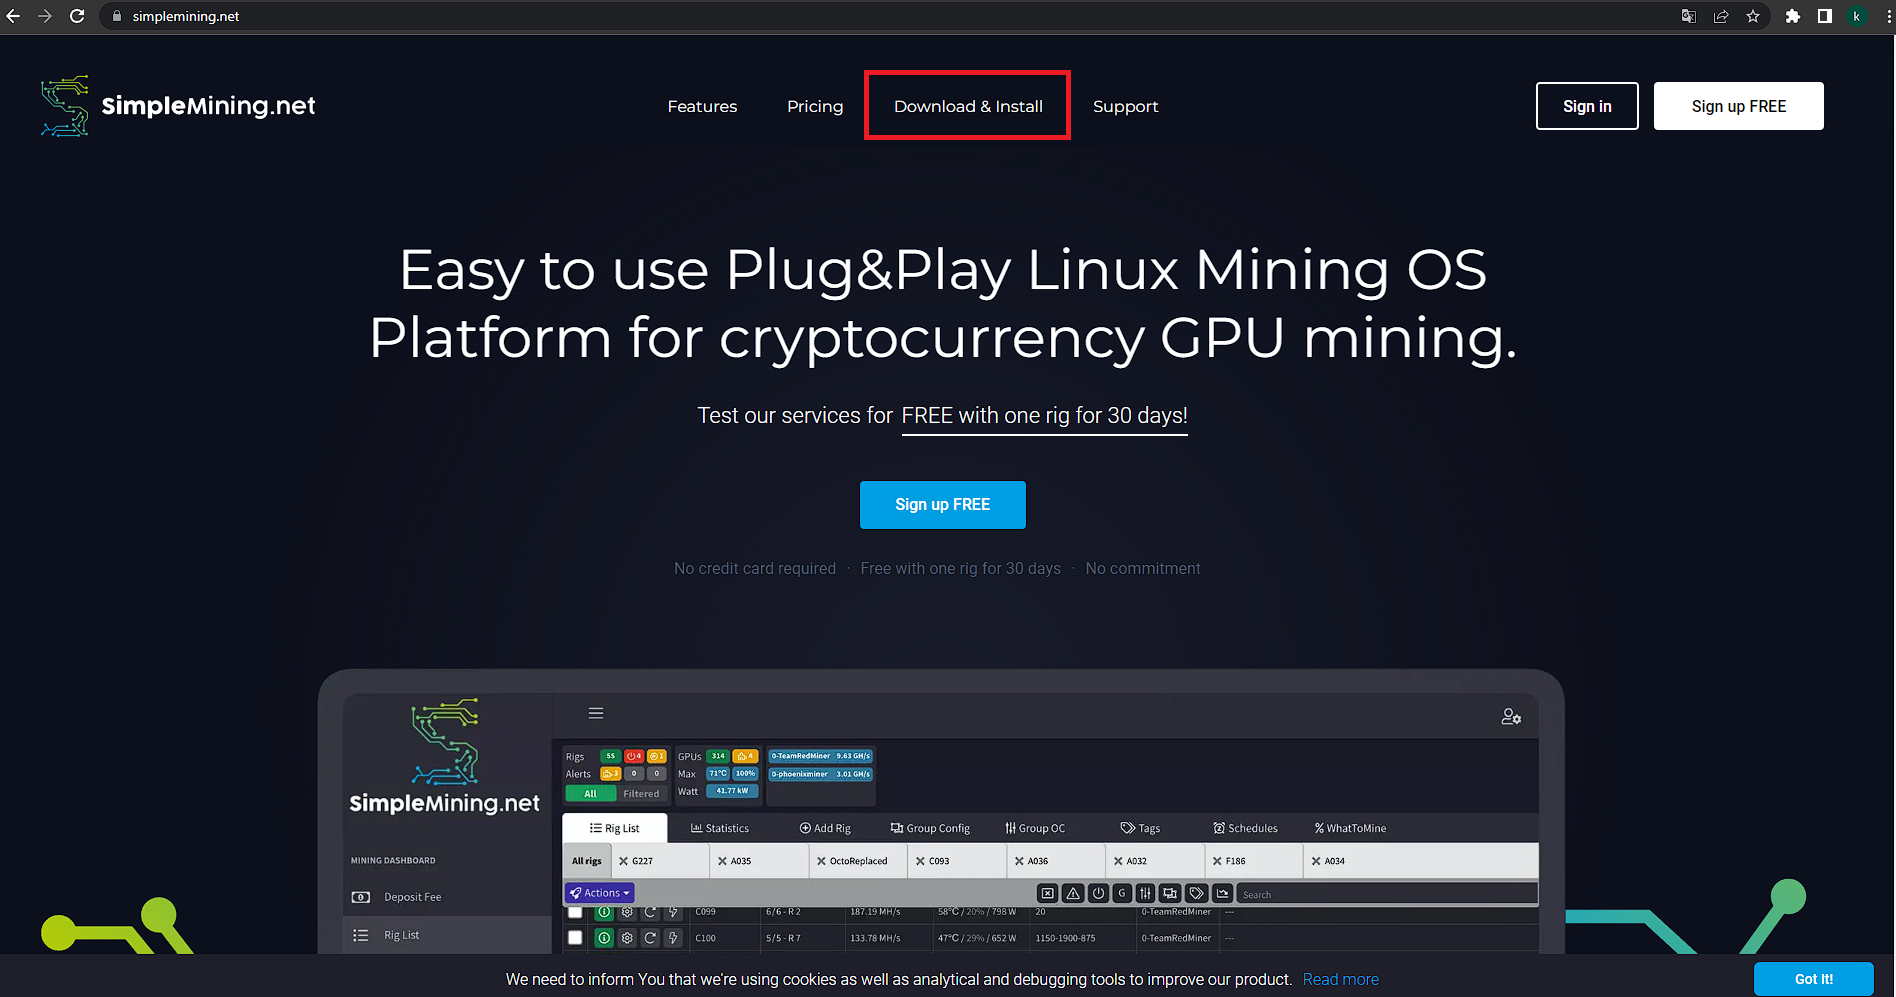 simplemining.net
k
SimpleMining.net
Features
Pricing
Download & Install
Support
Sign in
Sign up FREE
Easy to use Plug&Play Linux Mining OS
Platform for cryptocurrency GPU mining.
Test our services for FREE with one rig for 30 days!
Sign up FREE
No credit card required · Free with one rig for 30 days · No commitment
SimpleMining.net
MINING DASHBOARD
Deposit Fee
Rig List
Rigs 55 4
Alerts 3 0 0
All Filtered
GPUs 314 4
Max 71°C 100%
Watt 41.77 kW
0-TeamRedMiner 9.63 GH/s
0-phoenixminer 3.01 GH/s
Rig List
Statistics
Add Rig
Group Config
Group OC
Tags
Schedules
WhatToMine
All rigs
G227
A035
OctoReplaced
C093
A036
A032
F186
A034
Actions
G
Search
C099 6/6 - R 2 187.19 MH/s 58°C / 20% / 798 W 20 0-TeamRedMiner ---
C100 5/5 - R 7 133.78 MH/s 47°C / 29% / 652 W 1150-1900-875 0-TeamRedMiner ---
We need to inform You that we're using cookies as well as analytical and debugging tools to improve our product. Read more
Got It!